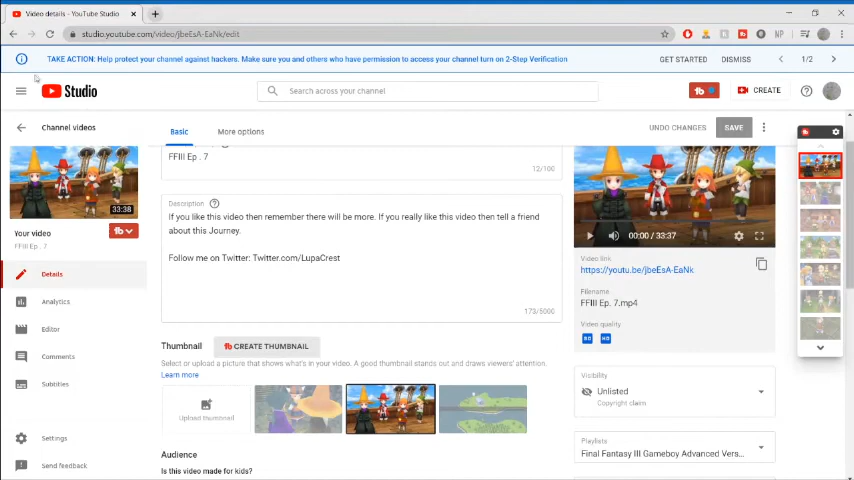 Video details - YouTube Studio
studio.youtube.com/video/jbeEsA-EaNk/edit
NP
TAKE ACTION: Help protect your channel against hackers. Make sure you and others who have permission to access your channel turn on 2-Step Verification
GET STARTED
DISMISS
1/2
Studio
Search across your channel
CREATE
Channel videos
Basic
More options
UNDO CHANGES
SAVE
FFIII Ep . 7
12/100
33:38
Your video
FFIII Ep . 7
Description
If you like this video then remember there will be more. If you really like this video then tell a friend
about this Journey.
Follow me on Twitter: Twitter.com/LupaCrest
173/5000
00:00 / 33:37
Video link
https://youtu.be/jbeEsA-EaNk
Filename
FFIII Ep. 7.mp4
Video quality
SD
HD
Details
Analytics
Editor
Comments
Subtitles
Settings
Send feedback
Thumbnail
CREATE THUMBNAIL
Select or upload a picture that shows what's in your video. A good thumbnail stands out and draws viewers' attention.
Learn more
Upload thumbnail
Visibility
Unlisted
Copyright claim
Playlists
Final Fantasy III Gameboy Advanced Vers...
Audience
Is this video made for kids?